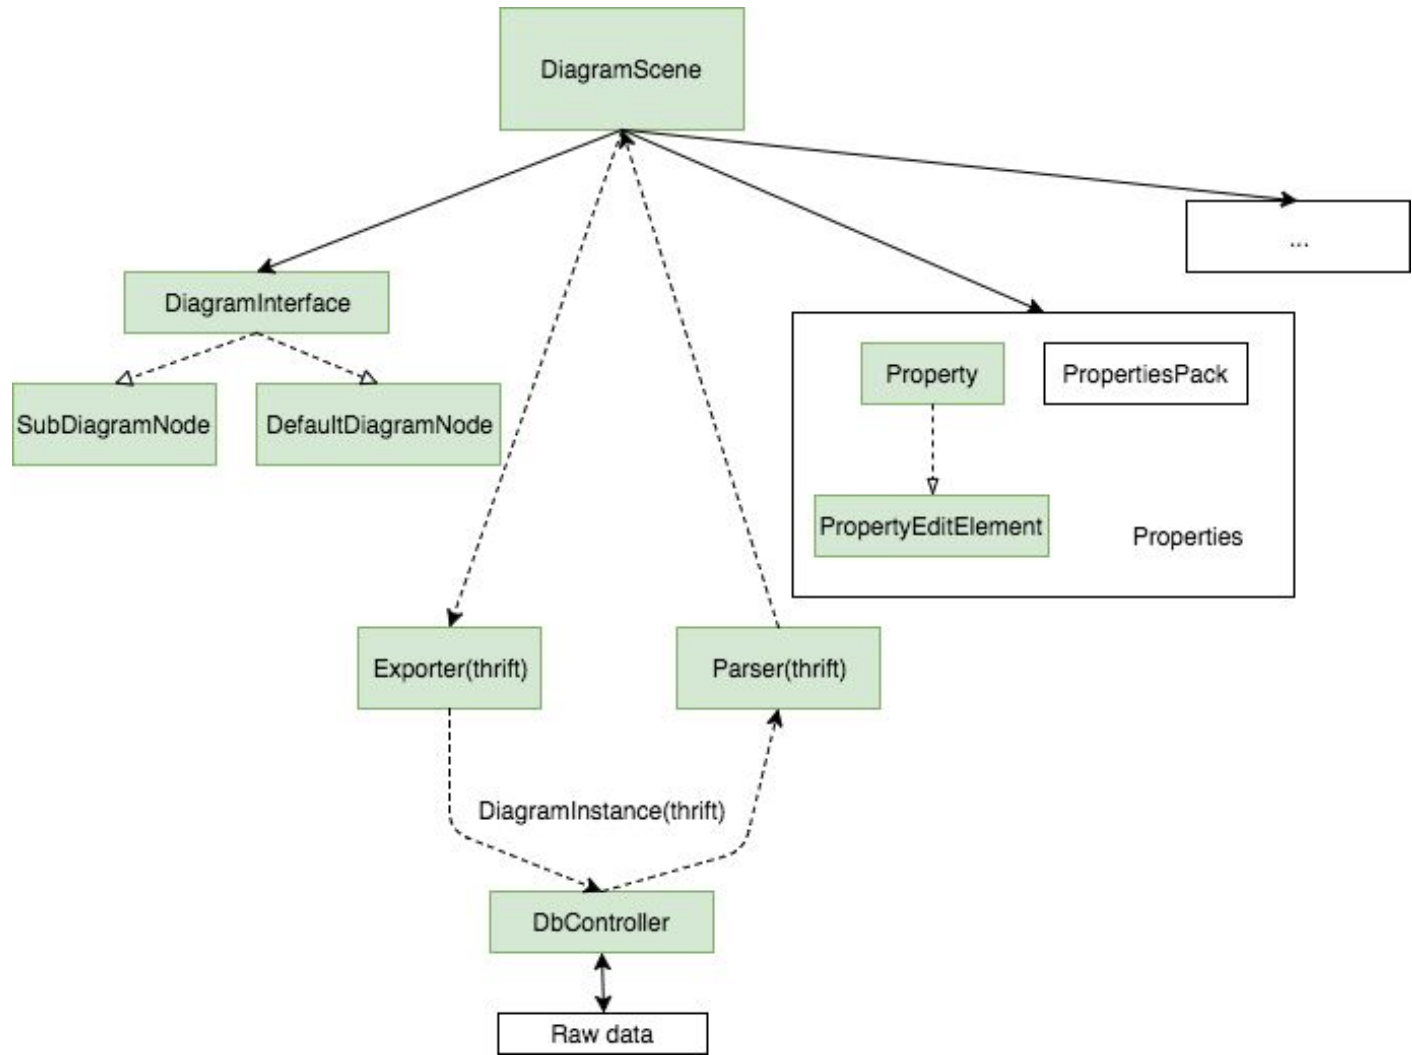 DiagramScene
...
DiagramInterface
SubDiagramNode
DefaultDiagramNode
Property
PropertiesPack
PropertyEditElement
Properties
Exporter(thrift)
Parser(thrift)
DiagramInstance(thrift)
DbController
Raw data